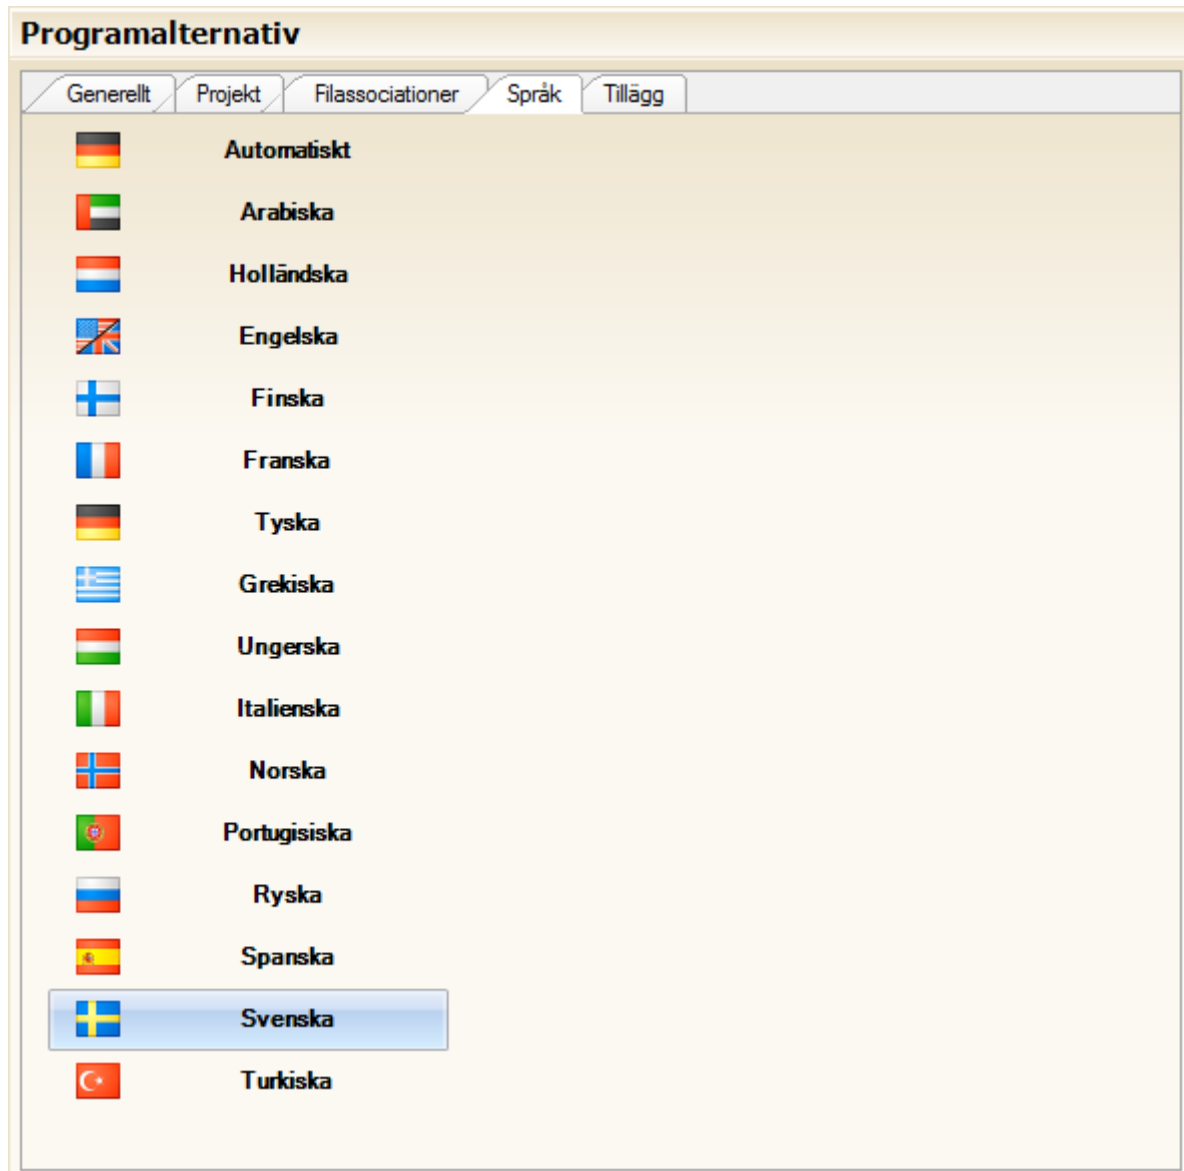 Programalternativ
Generellt Projekt Filassociationer Språk Tillägg
Automatiskt
Arabiska
Holländska
Engelska
Finska
Franska
Tyska
Grekiska
Ungerska
Italienska
Norska
Portugisiska
Ryska
Spanska
Svenska
Turkiska